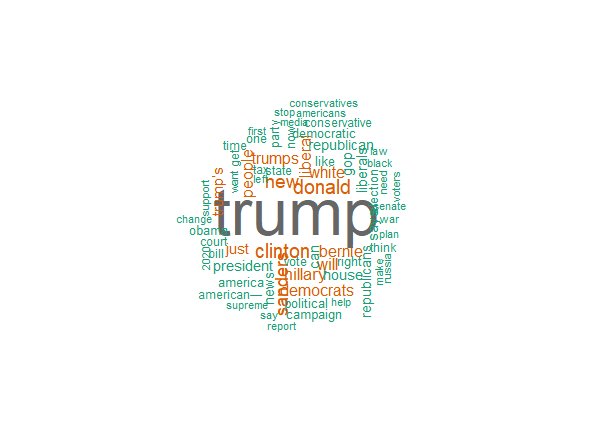 conservatives
stop
americans
media
conservative
first
party
now
democratic
one
liberal
republican
time
want get
people
trumps
tax
state
left
like
gop
liberals
law
is
black
white
new
donald
election
need
voters
trump's
support
trump
says
senate
war
plan
change
obama
court
bill
2020
just
clinton
bernie
think
vote
can
will
right
president
hillary
house
make
russia
republicans
news
sanders
america
democrats
american—
supreme
political
help
say
campaign
report